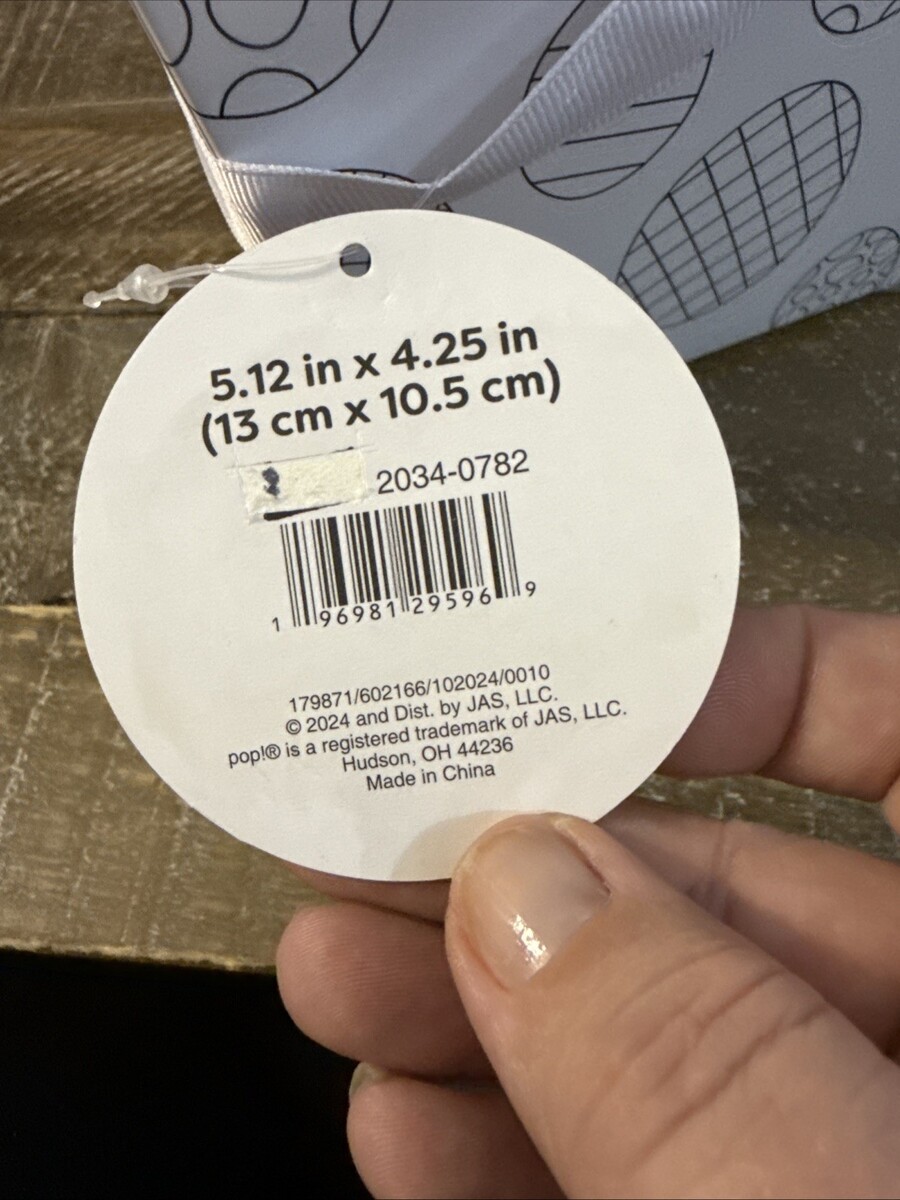 5.12 in x 4.25 in
(13 cm x 10.5 cm)
2034-0782
1 96981 29596 9
179871/602166/102024/0010
© 2024 and Dist. by JAS, LLC.
pop!® is a registered trademark of JAS, LLC.
Hudson, OH 44236
Made in China